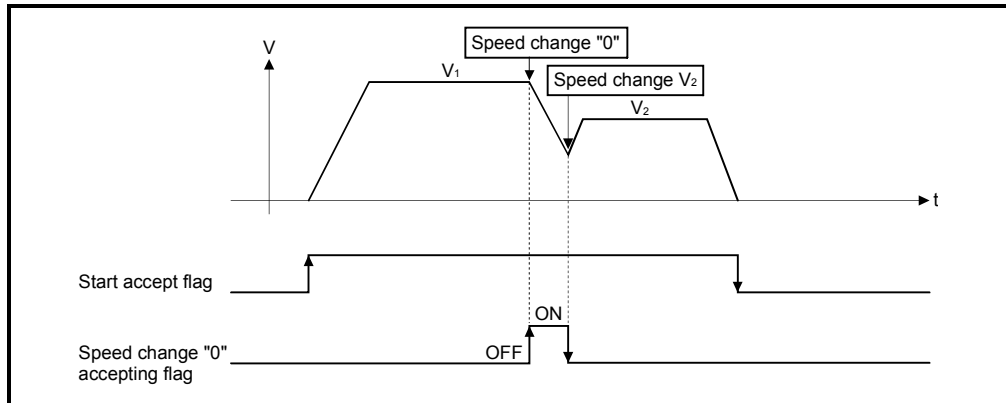 Speed change "0"
V
Speed change V₂
V₁
V₂
t
Start accept flag
ON
OFF
Speed change "0"
accepting flag